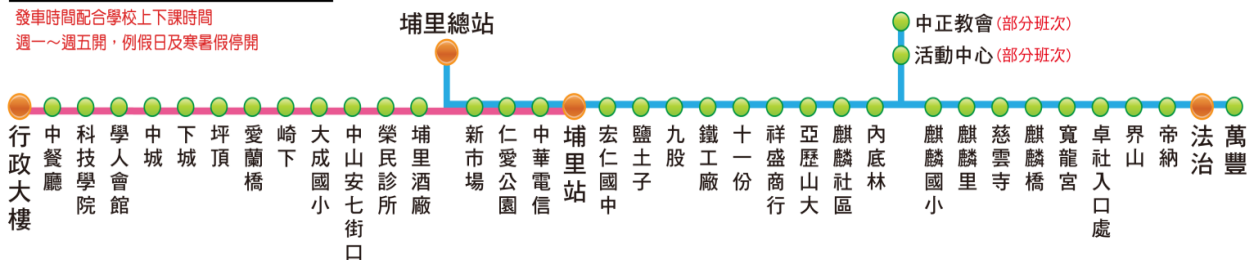 發車時間配合學校上下課時間
週一～週五開，例假日及寒暑假停開
埔里總站
中正教會(部分班次)
活動中心(部分班次)
行政大樓
中餐廳
科技學院
學人會館
中城
下城
坪頂
愛蘭橋
崎下
大成國小
中山安七街口
榮民診所
埔里酒廠
新市場
仁愛公園
中華電信
埔里站
宏仁國中
鹽土子
九股
鐵工廠
十一份
祥盛商行
亞歷山大
麒麟社區
內底林
麒麟國小
麒麟里
慈雲寺
麒麟橋
寬龍宮
卓社入口處
界山
帝納
法治
萬豐